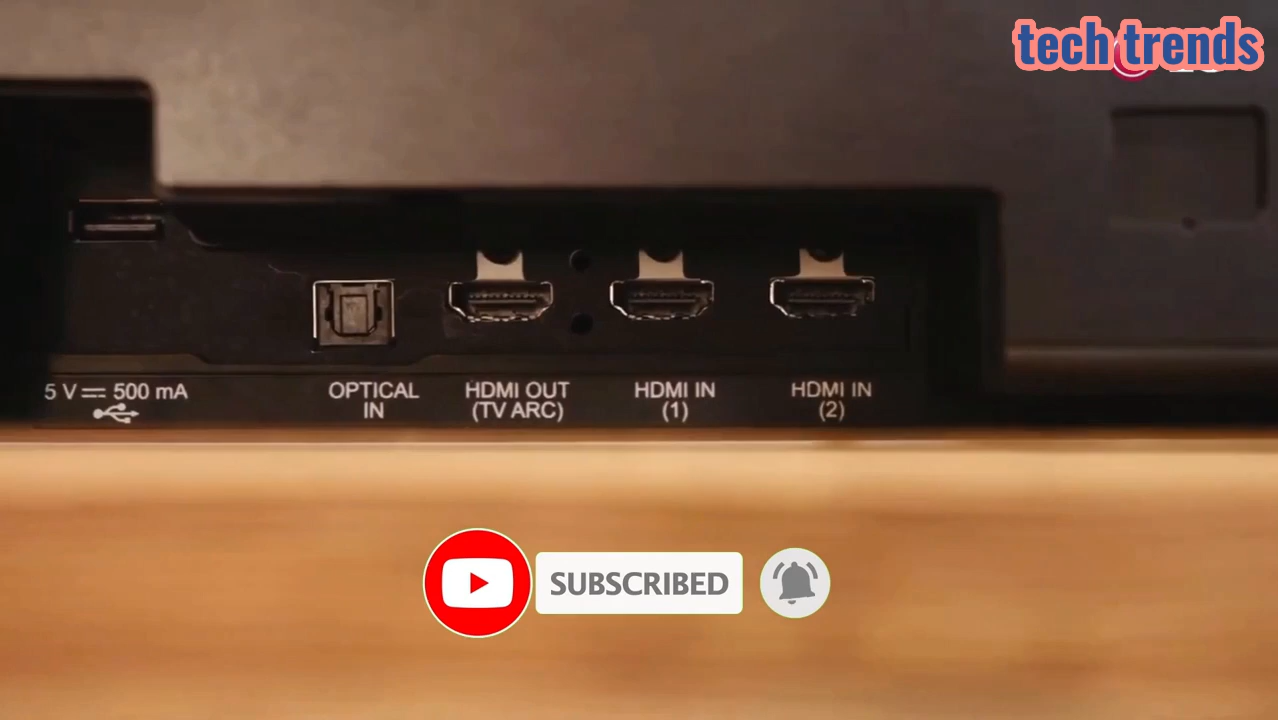 tech trends
5 V 500 mA
OPTICAL
IN
HDMI OUT
(TV ARC)
HDMI IN
(1)
HDMI IN
(2)
SUBSCRIBED